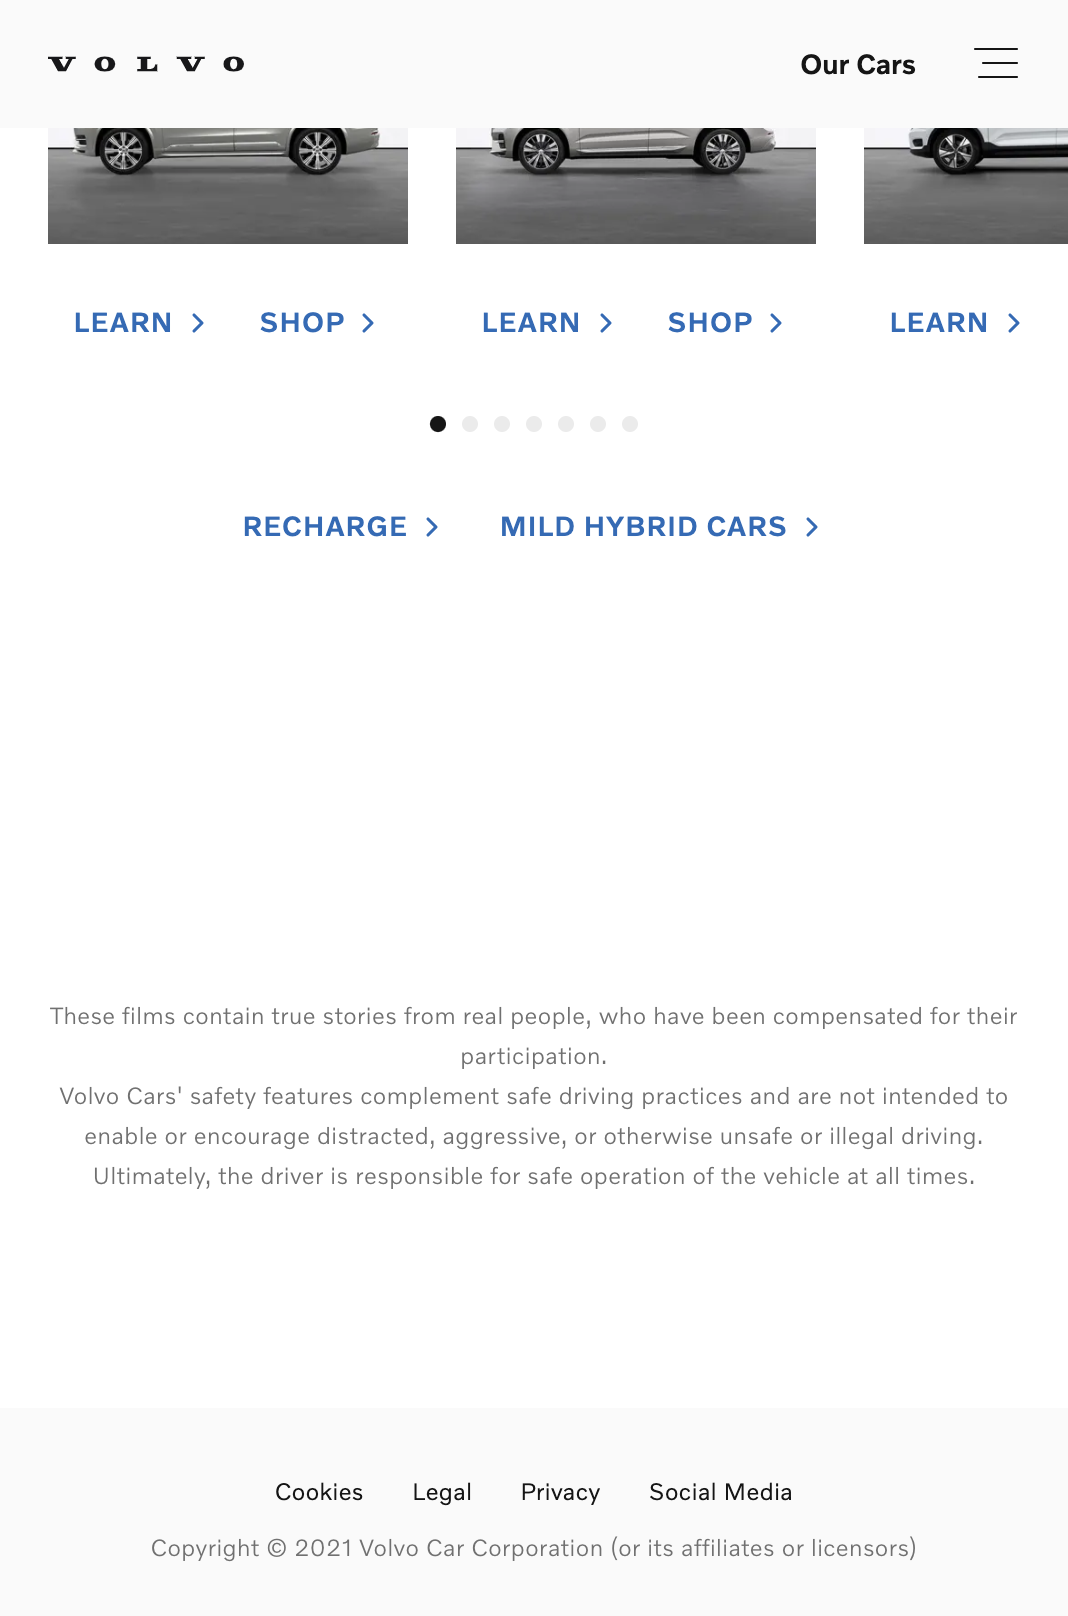 VOLVO Our Cars
LEARN SHOP LEARN SHOP LEARN
RECHARGE MILD HYBRID CARS
These films contain true stories from real people, who have been compensated for their
participation.
Volvo Cars' safety features complement safe driving practices and are not intended to
enable or encourage distracted, aggressive, or otherwise unsafe or illegal driving.
Ultimately, the driver is responsible for safe operation of the vehicle at all times.
Cookies Legal Privacy Social Media
Copyright © 2021 Volvo Car Corporation (or its affiliates or licensors)